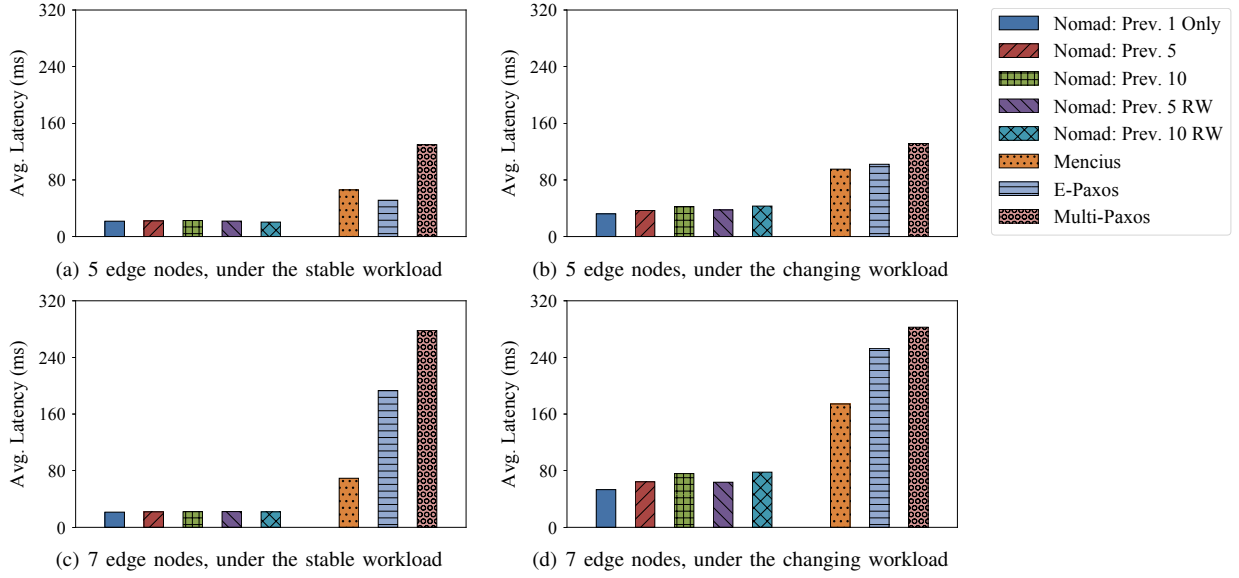 320
240
160
80
0
Avg. Latency (ms)
(a) 5 edge nodes, under the stable workload
320
240
160
80
0
Avg. Latency (ms)
(b) 5 edge nodes, under the changing workload
Nomad: Prev. 1 Only
Nomad: Prev. 5
Nomad: Prev. 10
Nomad: Prev. 5 RW
Nomad: Prev. 10 RW
Mencius
E-Paxos
Multi-Paxos
320
240
160
80
0
Avg. Latency (ms)
(c) 7 edge nodes, under the stable workload
320
240
160
80
0
Avg. Latency (ms)
(d) 7 edge nodes, under the changing workload